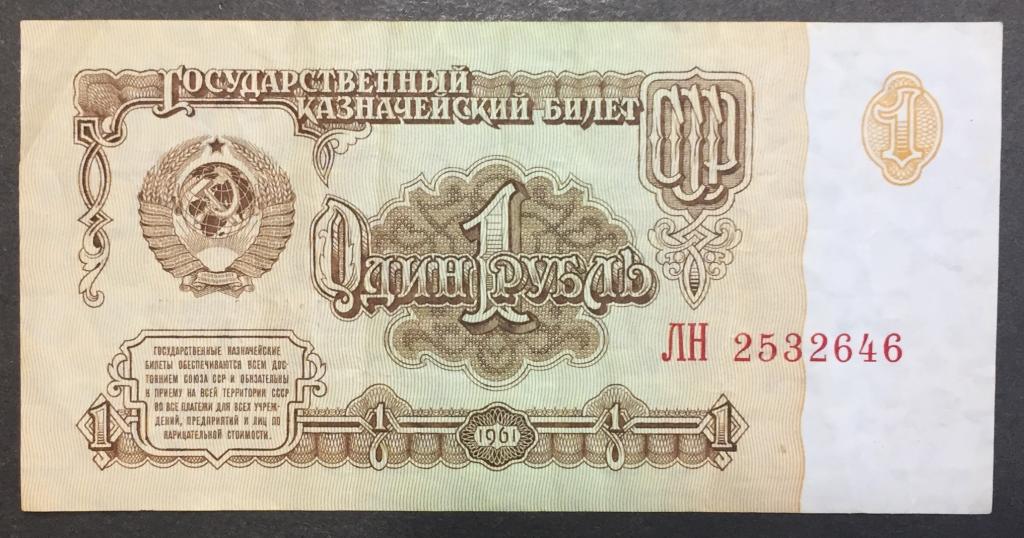 Государственный
казначейский билет
1
СССР
Один 1 рубль
ЛН 2532646
ГОСУДАРСТВЕННЫЕ КАЗНАЧЕЙСКИЕ
БИЛЕТЫ ОБЕСПЕЧИВАЮТСЯ ВСЕМ ДОС-
ТОЯНИЕМ СОЮЗА ССР И ОБЯЗАТЕЛЬНЫ
К ПРИЕМУ НА ВСЕЙ ТЕРРИТОРИИ СССР
ВО ВСЕ ПЛАТЕЖИ ДЛЯ ВСЕХ УЧРЕЖ-
ДЕНИЙ, ПРЕДПРИЯТИЙ И ЛИЦ ПО
НАРИЦАТЕЛЬНОЙ СТОИМОСТИ.
1 1 1961 1 1